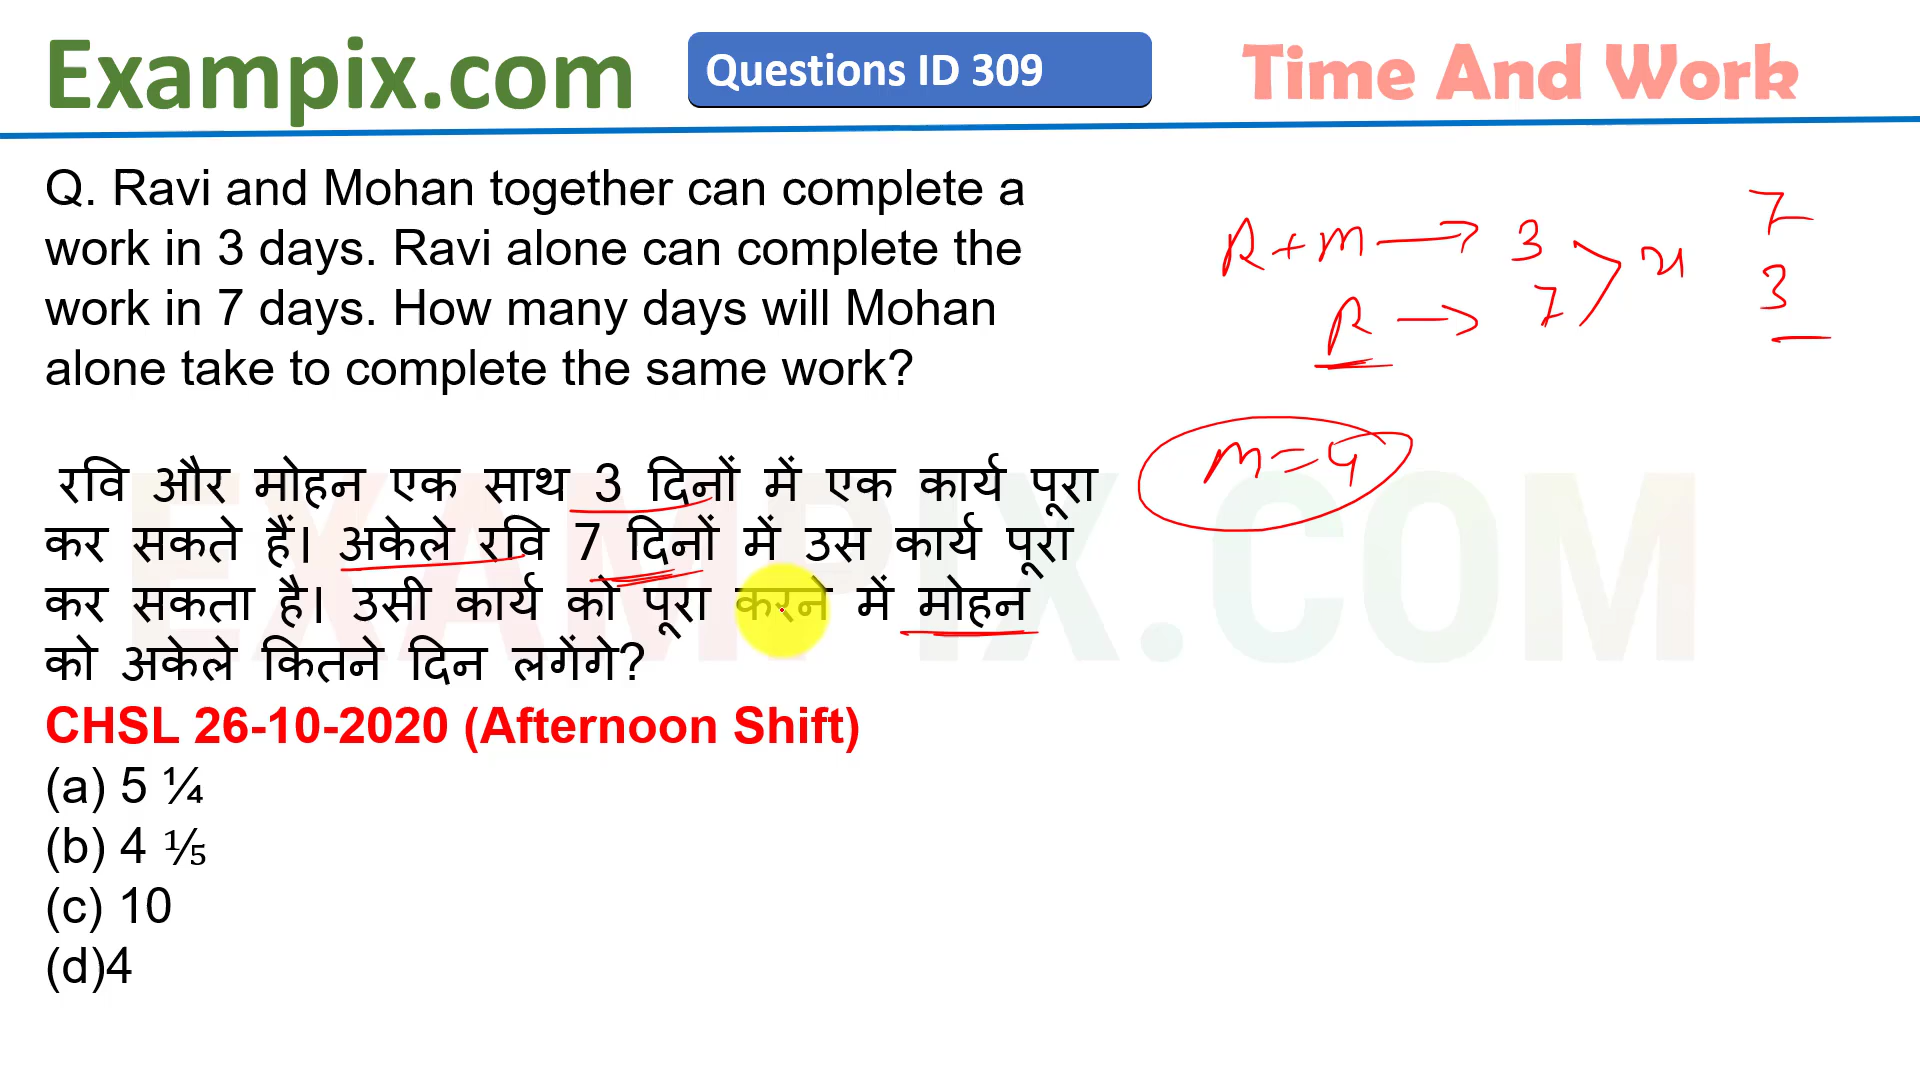 Exampix.com
Questions ID 309
Time And Work
Q. Ravi and Mohan together can complete a
work in 3 days. Ravi alone can complete the
work in 7 days. How many days will Mohan
alone take to complete the same work?
रवि और मोहन एक साथ 3 दिनों में एक कार्य पूरा
कर सकते हैं। अकेले रवि 7 दिनों में उस कार्य पूरा
कर सकता है। उसी कार्य को पूरा करने में मोहन
को अकेले कितने दिन लगेंगे?
CHSL 26-10-2020 (Afternoon Shift)
(a) 5 ¼
(b) 4 ⅕
(c) 10
(d)4
R+m → 3
R → 7
21
7
3
m=4
EXAMPIX.COM